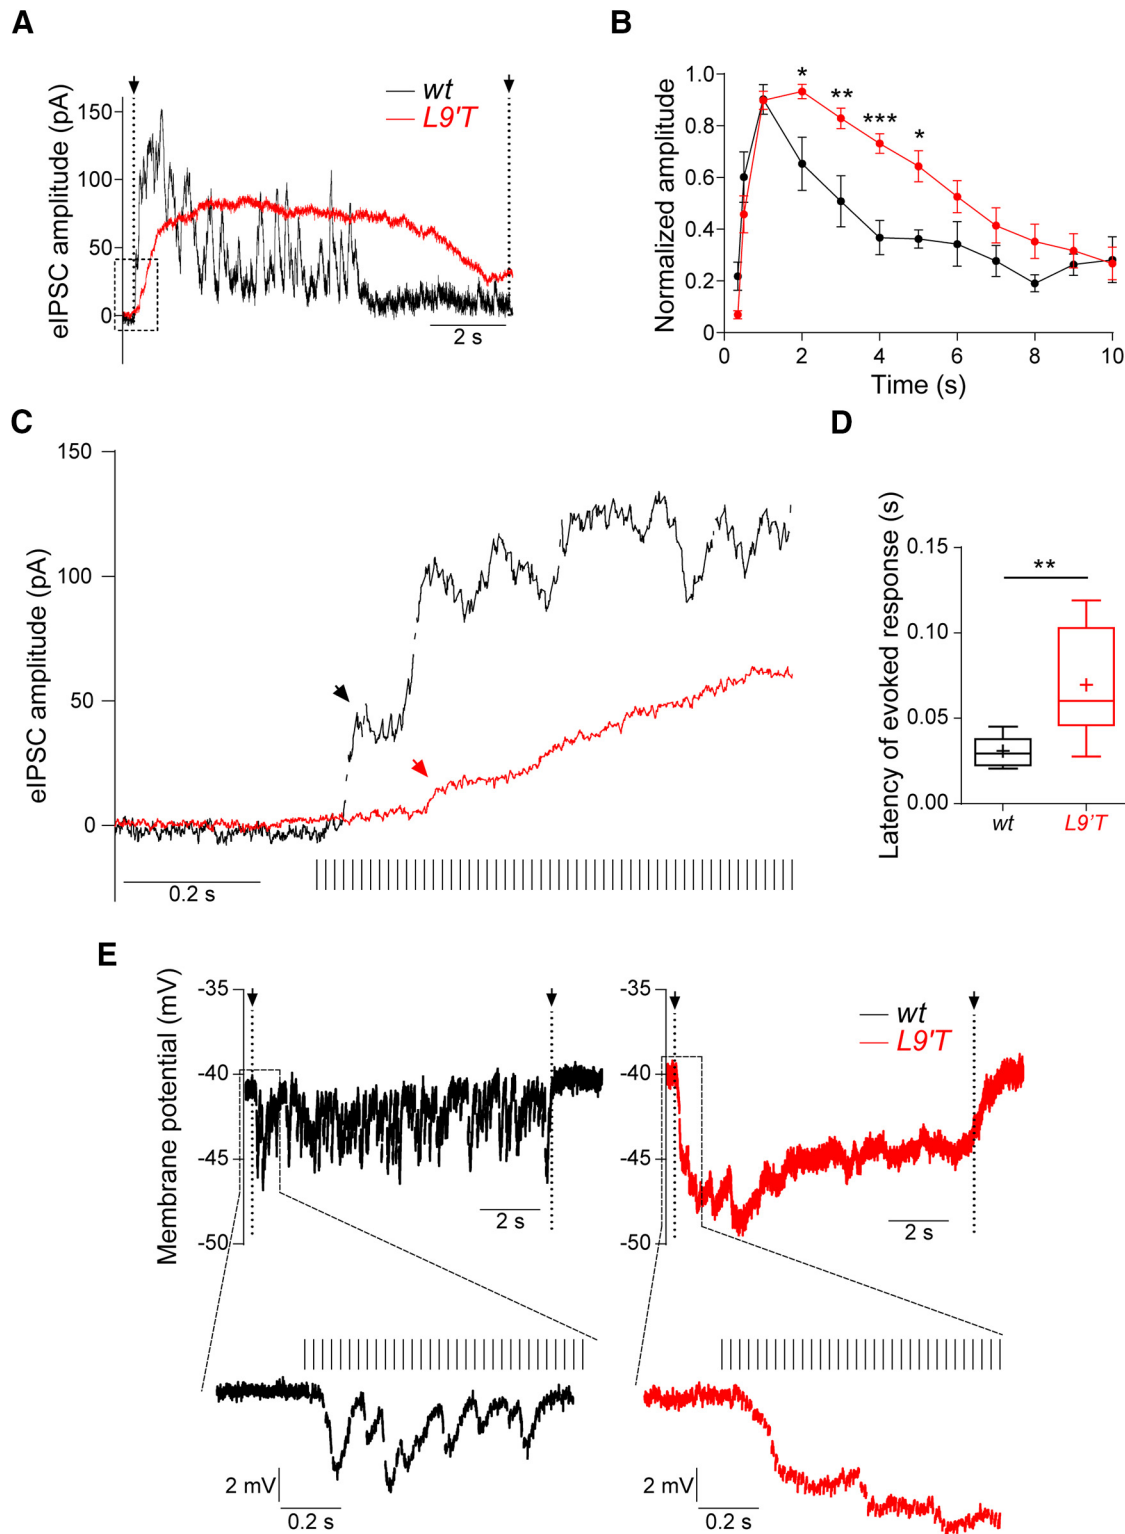 A
eIPSC amplitude (pA)
150
100
50
0
wt
L9'T
2 s
B
Normalized amplitude
1.0
0.8
0.6
0.4
0.2
0
*
**
***
*
0 2 4 6 8 10
Time (s)
C
eIPSC amplitude (pA)
150
100
50
0
0.2 s
D
Latency of evoked response (s)
0.15
0.10
0.05
0.00
**
wt L9'T
E
Membrane potential (mV)
-35
-40
-45
-50
2 s
2 mV
0.2 s
-35
-40
-45
-50
wt
L9'T
2 s
2 mV
0.2 s